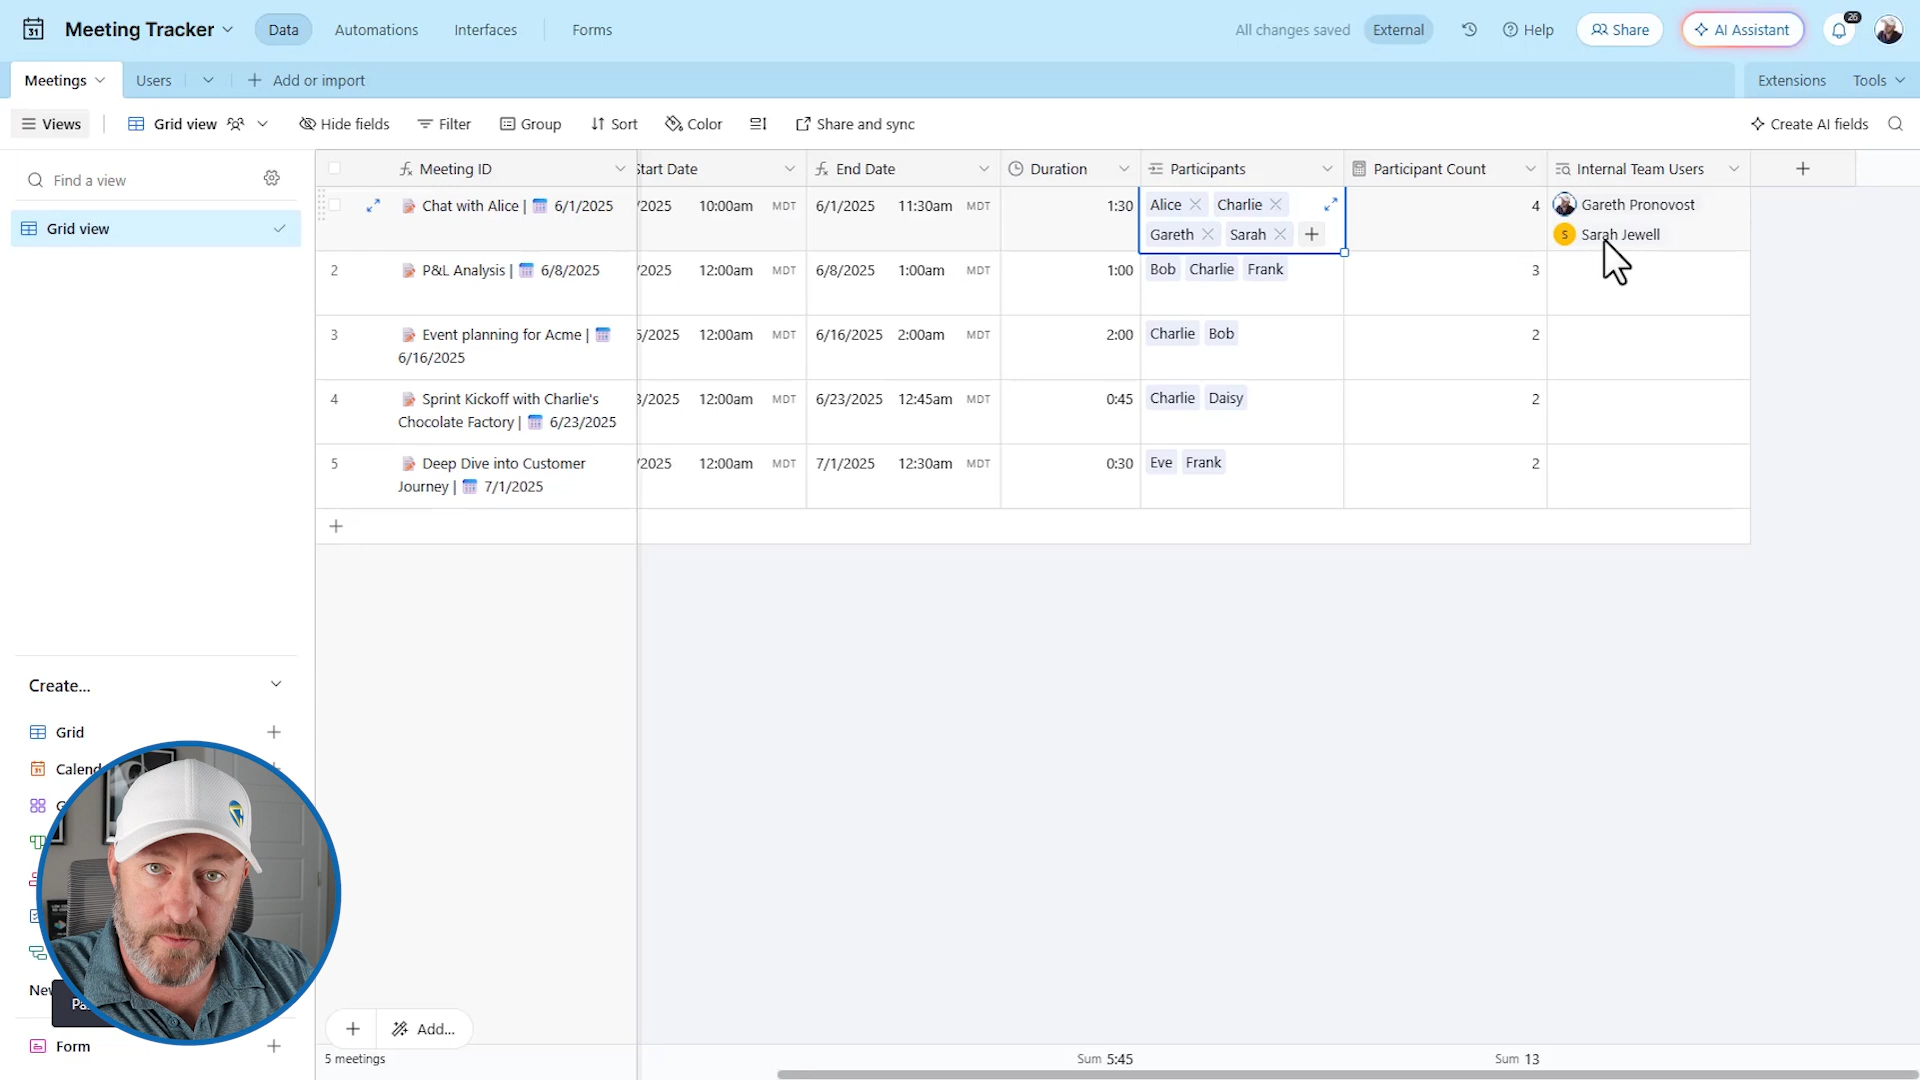 31 Meeting Tracker Data Automations Interfaces Forms All changes saved External Help Share AI Assistant 26
Meetings Users Add or import Extensions Tools
Views Grid view Hide fields Filter Group Sort Color Share and sync Create AI fields
Find a view
Grid view
Meeting ID Start Date End Date Duration Participants Participant Count Internal Team Users
Chat with Alice | 6/1/2025 /2025 10:00am MDT 6/1/2025 11:30am MDT 1:30 Alice Charlie 4 Gareth Pronovost
Gareth Sarah S Sarah Jewell
2 P&L Analysis | 6/8/2025 /2025 12:00am MDT 6/8/2025 1:00am MDT 1:00 Bob Charlie Frank 3
3 Event planning for Acme | 5/2025 12:00am MDT 6/16/2025 2:00am MDT 2:00 Charlie Bob 2
6/16/2025
4 Sprint Kickoff with Charlie's 3/2025 12:00am MDT 6/23/2025 12:45am MDT 0:45 Charlie Daisy 2
Chocolate Factory | 6/23/2025
5 Deep Dive into Customer /2025 12:00am MDT 7/1/2025 12:30am MDT 0:30 Eve Frank 2
Journey | 7/1/2025
Create...
Grid
Form
Add...
5 meetings Sum 5:45 Sum 13